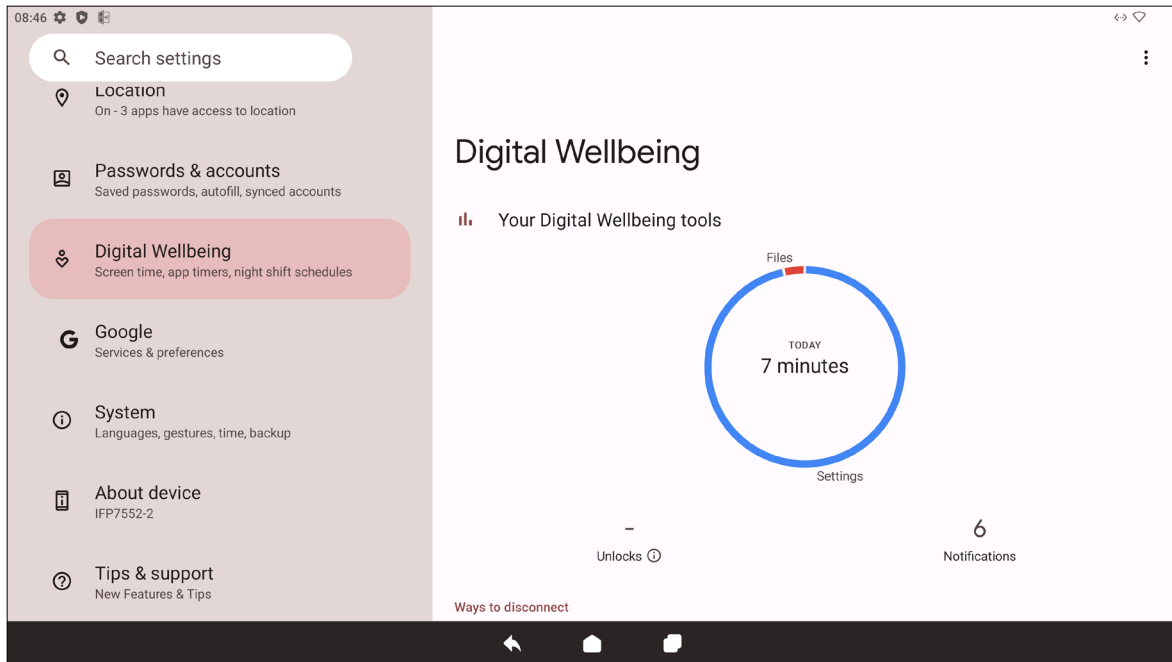 08:46
Search settings
Location
On - 3 apps have access to location
Passwords & accounts
Saved passwords, autofill, synced accounts
Digital Wellbeing
Screen time, app timers, night shift schedules
Google
Services & preferences
System
Languages, gestures, time, backup
About device
IFP7552-2
Tips & support
New Features & Tips
Digital Wellbeing
Your Digital Wellbeing tools
Files
TODAY
7 minutes
Settings
-
Unlocks
6
Notifications
Ways to disconnect